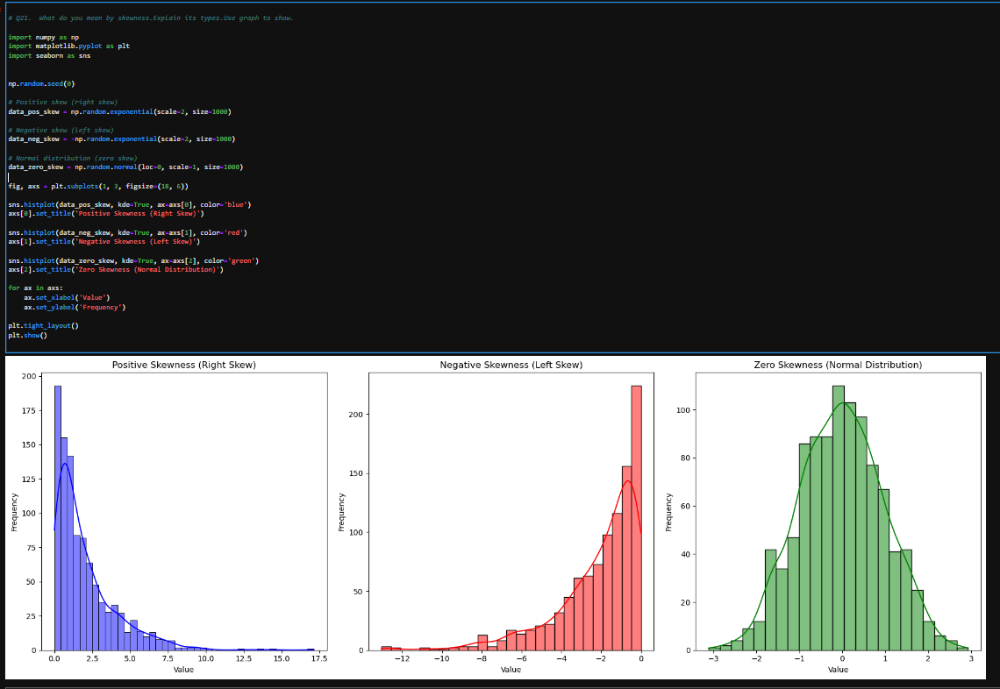 # Q21.  What do you mean by skewness.Explain its types.Use graph to show.
import numpy as np
import matplotlib.pyplot as plt
import seaborn as sns
np.random.seed(0)
# Positive skew (right skew)
data_pos_skew = np.random.exponential(scale=2, size=1000)
# Negative skew (left skew)
data_neg_skew = -np.random.exponential(scale=2, size=1000)
# Normal distribution (zero skew)
data_zero_skew = np.random.normal(loc=0, scale=1, size=1000)
fig, axs = plt.subplots(1, 3, figsize=(18, 6))
sns.histplot(data_pos_skew, kde=True, ax=axs[0], color='blue')
axs[0].set_title('Positive Skewness (Right Skew)')
sns.histplot(data_neg_skew, kde=True, ax=axs[1], color='red')
axs[1].set_title('Negative Skewness (Left Skew)')
sns.histplot(data_zero_skew, kde=True, ax=axs[2], color='green')
axs[2].set_title('Zero Skewness (Normal Distribution)')
for ax in axs:
    ax.set_xlabel('Value')
    ax.set_ylabel('Frequency')
plt.tight_layout()
plt.show()
Positive Skewness (Right Skew)
200
175
150
125
100
75
50
25
0
Frequency
0.0 2.5 5.0 7.5 10.0 12.5 15.0 17.5
Value
Negative Skewness (Left Skew)
200
150
100
50
0
Frequency
−12 −10 −8 −6 −4 −2 0
Value
Zero Skewness (Normal Distribution)
100
80
60
40
20
0
Frequency
−3 −2 −1 0 1 2 3
Value